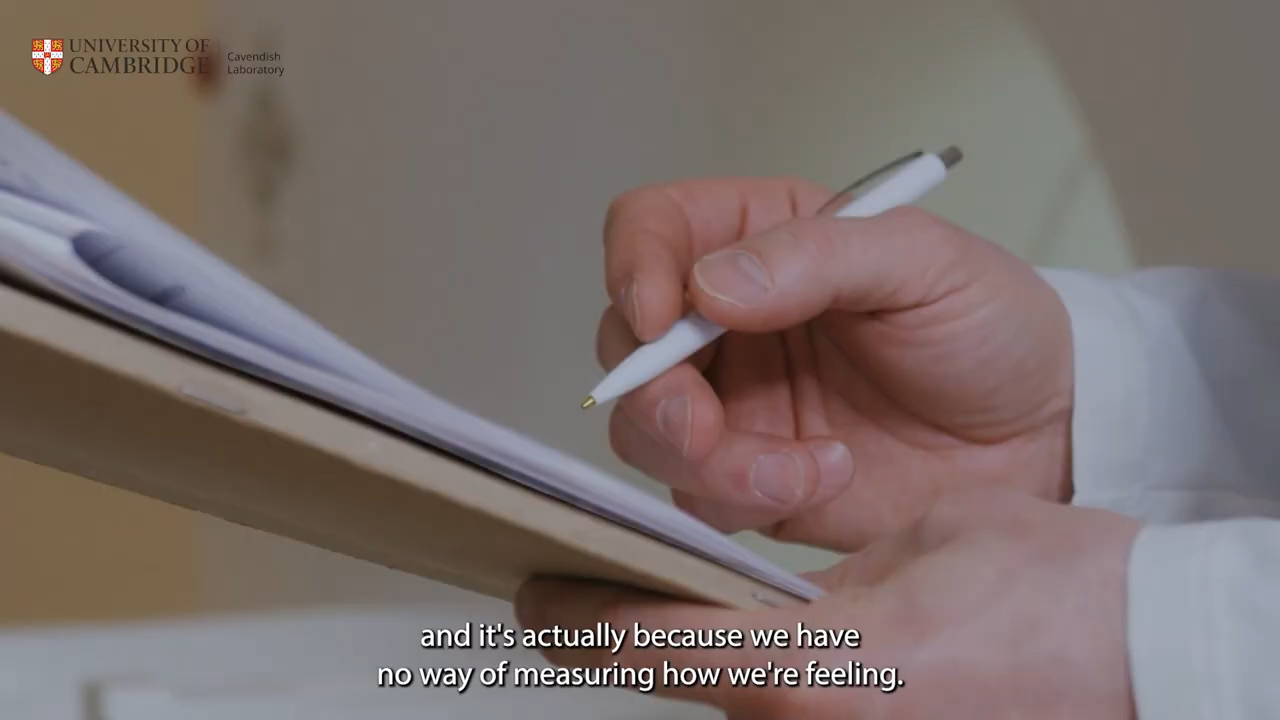 UNIVERSITY OF
CAMBRIDGE
Cavendish
Laboratory
and it's actually because we have
no way of measuring how we're feeling.